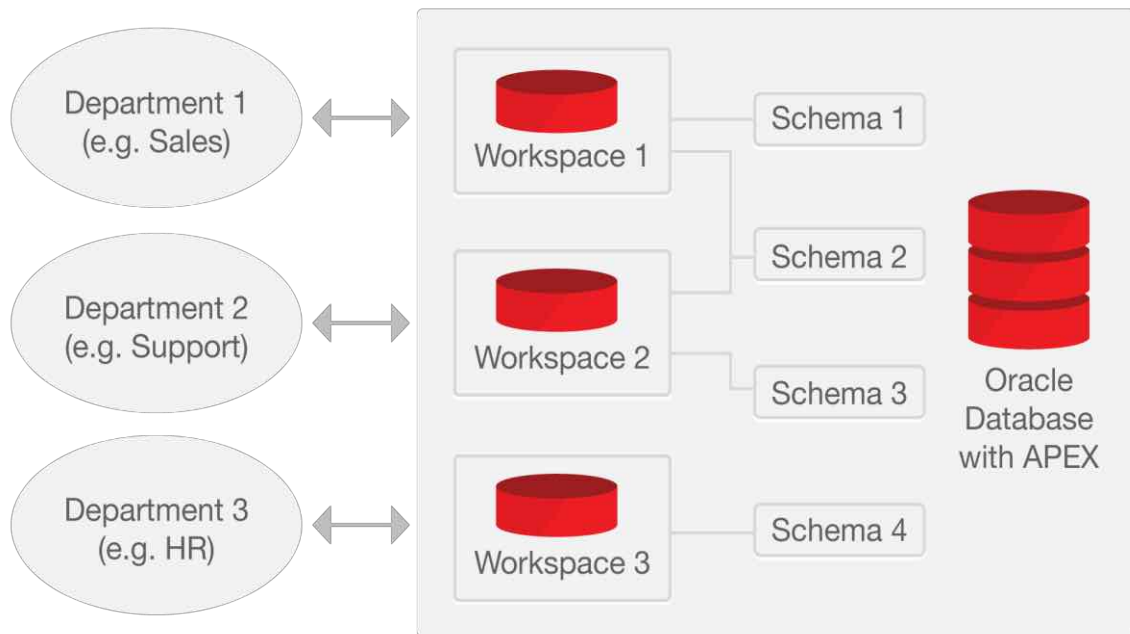 Department 1
(e.g. Sales)
Workspace 1
Schema 1
Schema 2
Department 2
(e.g. Support)
Workspace 2
Schema 3
Oracle
Database
with APEX
Department 3
(e.g. HR)
Workspace 3
Schema 4